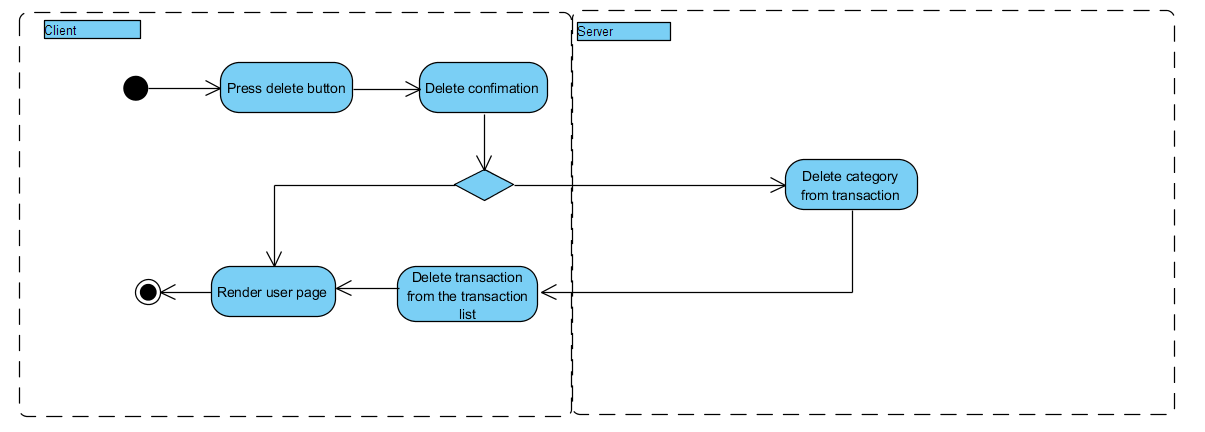 Client
Server
Press delete button
Delete confimation
Delete category
from transaction
Render user page
Delete transaction
from the transaction
list